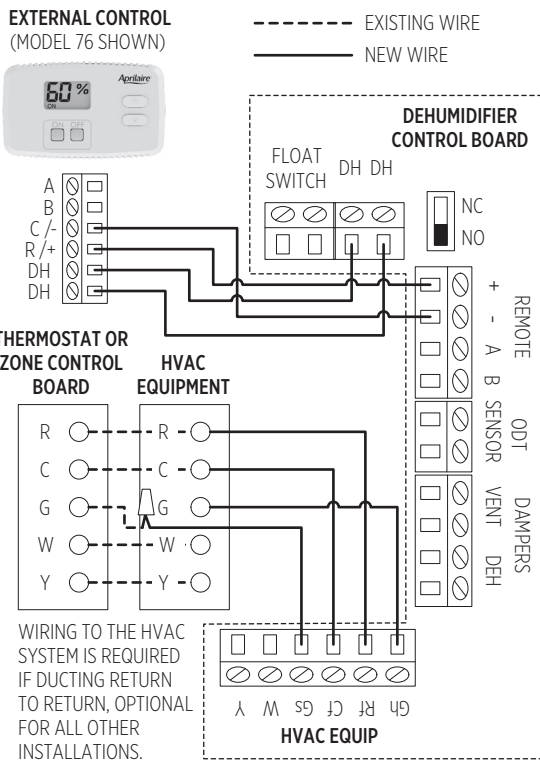 EXTERNAL CONTROL
(MODEL 76 SHOWN)
EXISTING WIRE
NEW WIRE
Aprilaire
60%
ON
ON OFF
DEHUMIDIFIER
CONTROL BOARD
FLOAT
SWITCH
DH DH
NC
NO
A
B
C /-
R /+
DH
DH
+
-
A
B
REMOTE
ODT
SENSOR
DAMPERS
VENT
DEH
THERMOSTAT OR
ZONE CONTROL
BOARD
HVAC
EQUIPMENT
R
C
G
W
Y
R
C
G
W
Y
WIRING TO THE HVAC
SYSTEM IS REQUIRED
IF DUCTING RETURN
TO RETURN, OPTIONAL
FOR ALL OTHER
INSTALLATIONS.
Y W Gs Cf Rf Gh
HVAC EQUIP